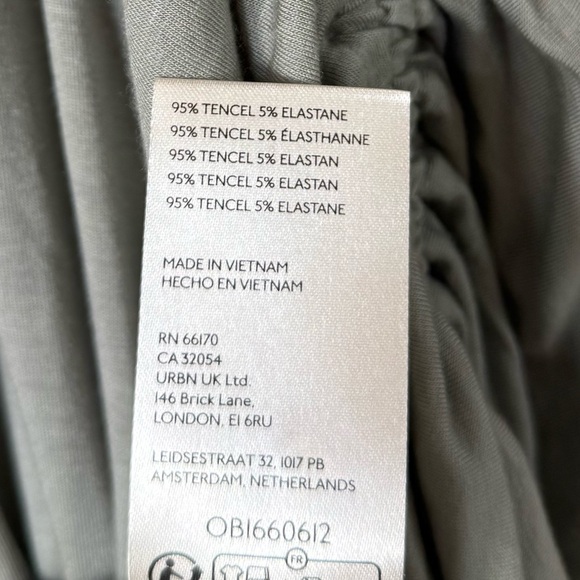 95% TENCEL 5% ELASTANE
95% TENCEL 5% ÉLASTHANNE
95% TENCEL 5% ELASTAN
95% TENCEL 5% ELASTAN
95% TENCEL 5% ELASTANE
MADE IN VIETNAM
HECHO EN VIETNAM
RN 66170
CA 32054
URBN UK Ltd.
146 Brick Lane,
LONDON, E1 6RU
LEIDSESTRAAT 32, 1017 PB
AMSTERDAM, NETHERLANDS
OB1660612
FR